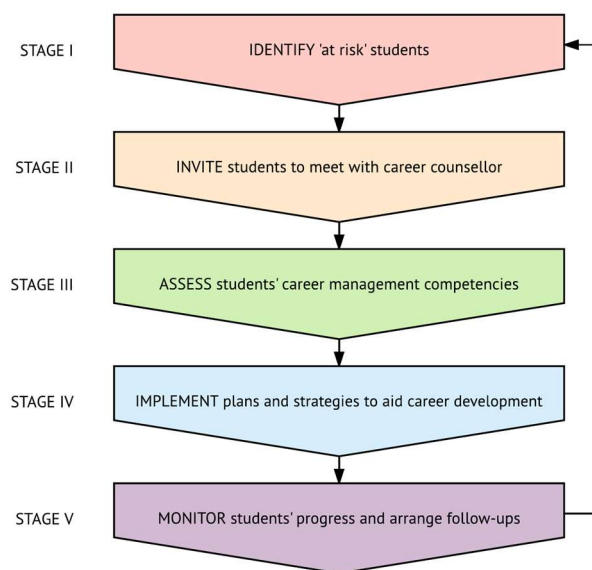 STAGE I
IDENTIFY 'at risk' students
STAGE II
INVITE students to meet with career counsellor
STAGE III
ASSESS students' career management competencies
STAGE IV
IMPLEMENT plans and strategies to aid career development
STAGE V
MONITOR students' progress and arrange follow-ups